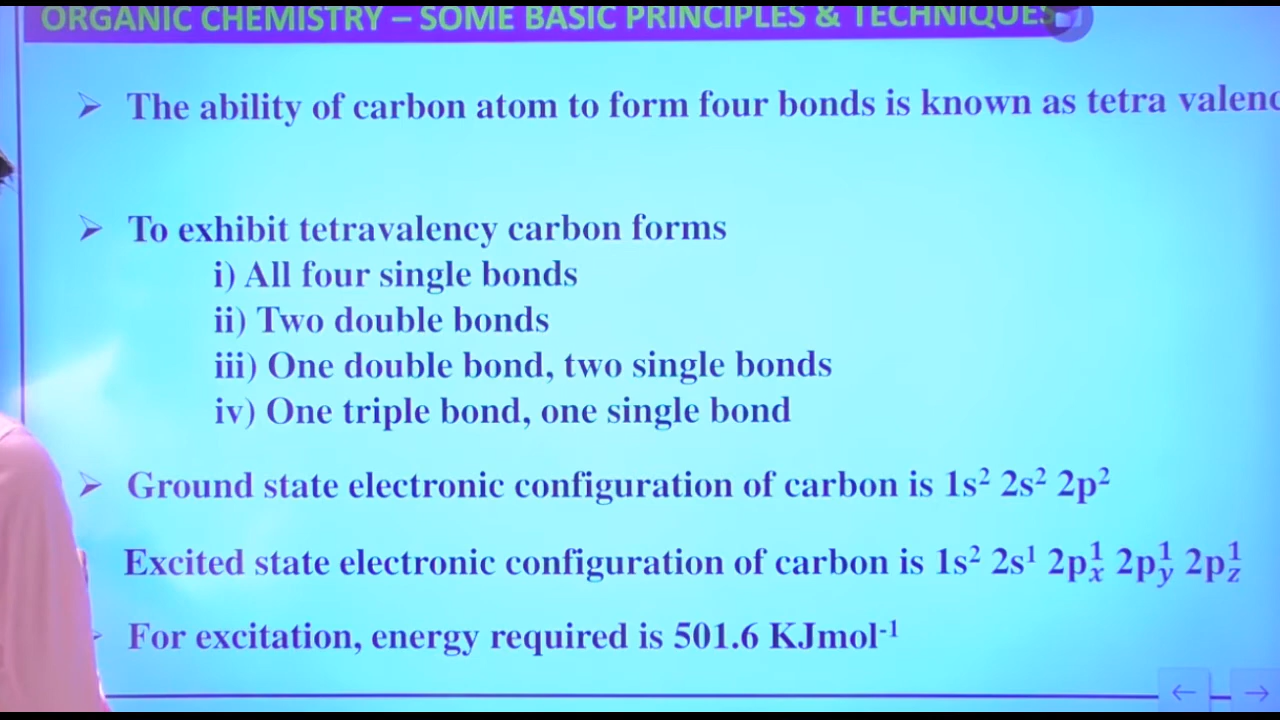 ORGANIC CHEMISTRY – SOME BASIC PRINCIPLES & TECHNIQUES
➢ The ability of carbon atom to form four bonds is known as tetra valenc
➢ To exhibit tetravalency carbon forms
i) All four single bonds
ii) Two double bonds
iii) One double bond, two single bonds
iv) One triple bond, one single bond
➢ Ground state electronic configuration of carbon is 1s² 2s² 2p²
Excited state electronic configuration of carbon is 1s² 2s¹ 2pₓ¹ 2p_y¹ 2p_z¹
➢ For excitation, energy required is 501.6 KJmol⁻¹